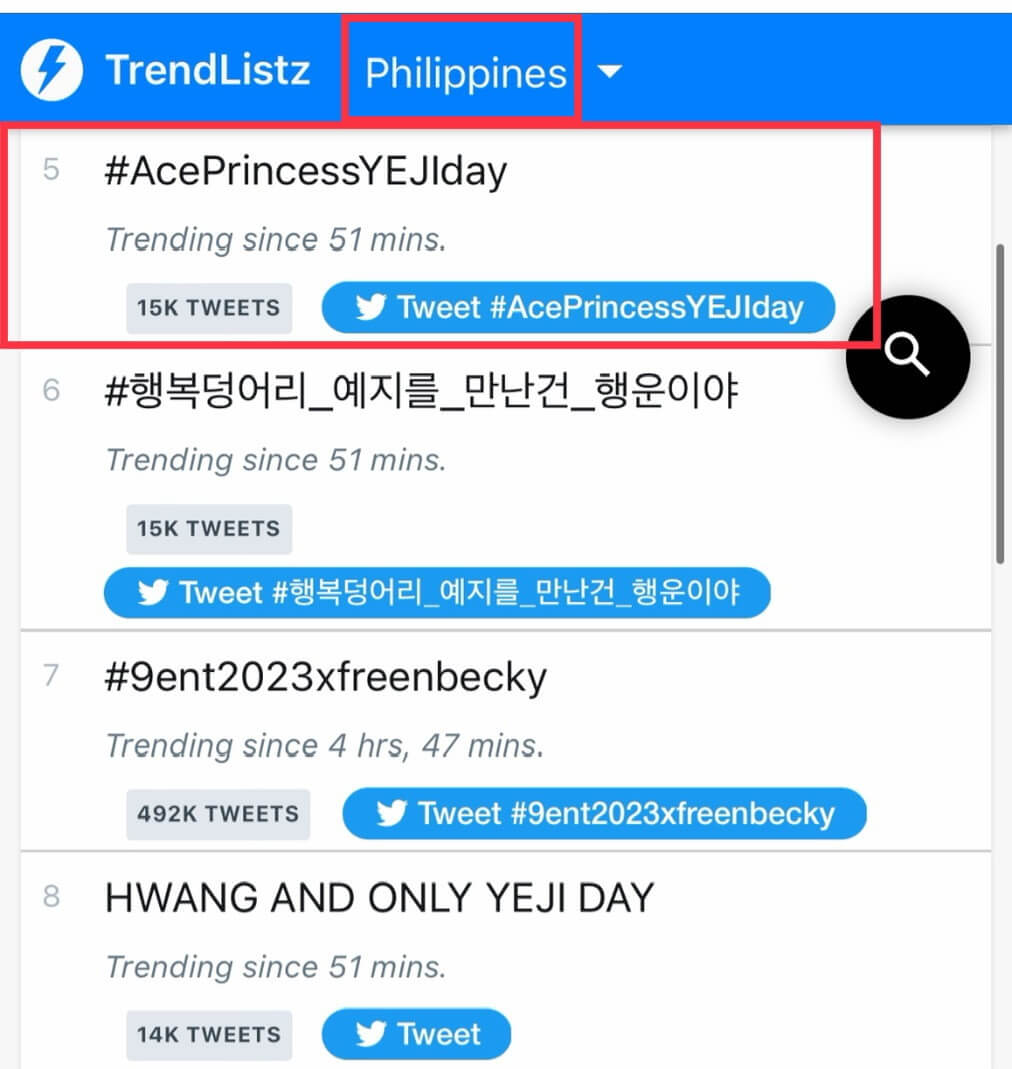 TrendListz Philippines
5 #AcePrincessYEJIday
Trending since 51 mins.
15K TWEETS Tweet #AcePrincessYEJIday
6 #행복덩어리_예지를_만난건_행운이야
Trending since 51 mins.
15K TWEETS
Tweet #행복덩어리_예지를_만난건_행운이야
7 #9ent2023xfreenbecky
Trending since 4 hrs, 47 mins.
492K TWEETS Tweet #9ent2023xfreenbecky
8 HWANG AND ONLY YEJI DAY
Trending since 51 mins.
14K TWEETS Tweet